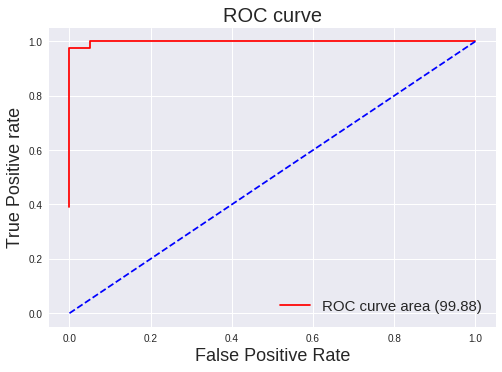 ROC curve
True Positive rate
1.0
0.8
0.6
0.4
0.2
0.0
ROC curve area (99.88)
0.0 0.2 0.4 0.6 0.8 1.0
False Positive Rate